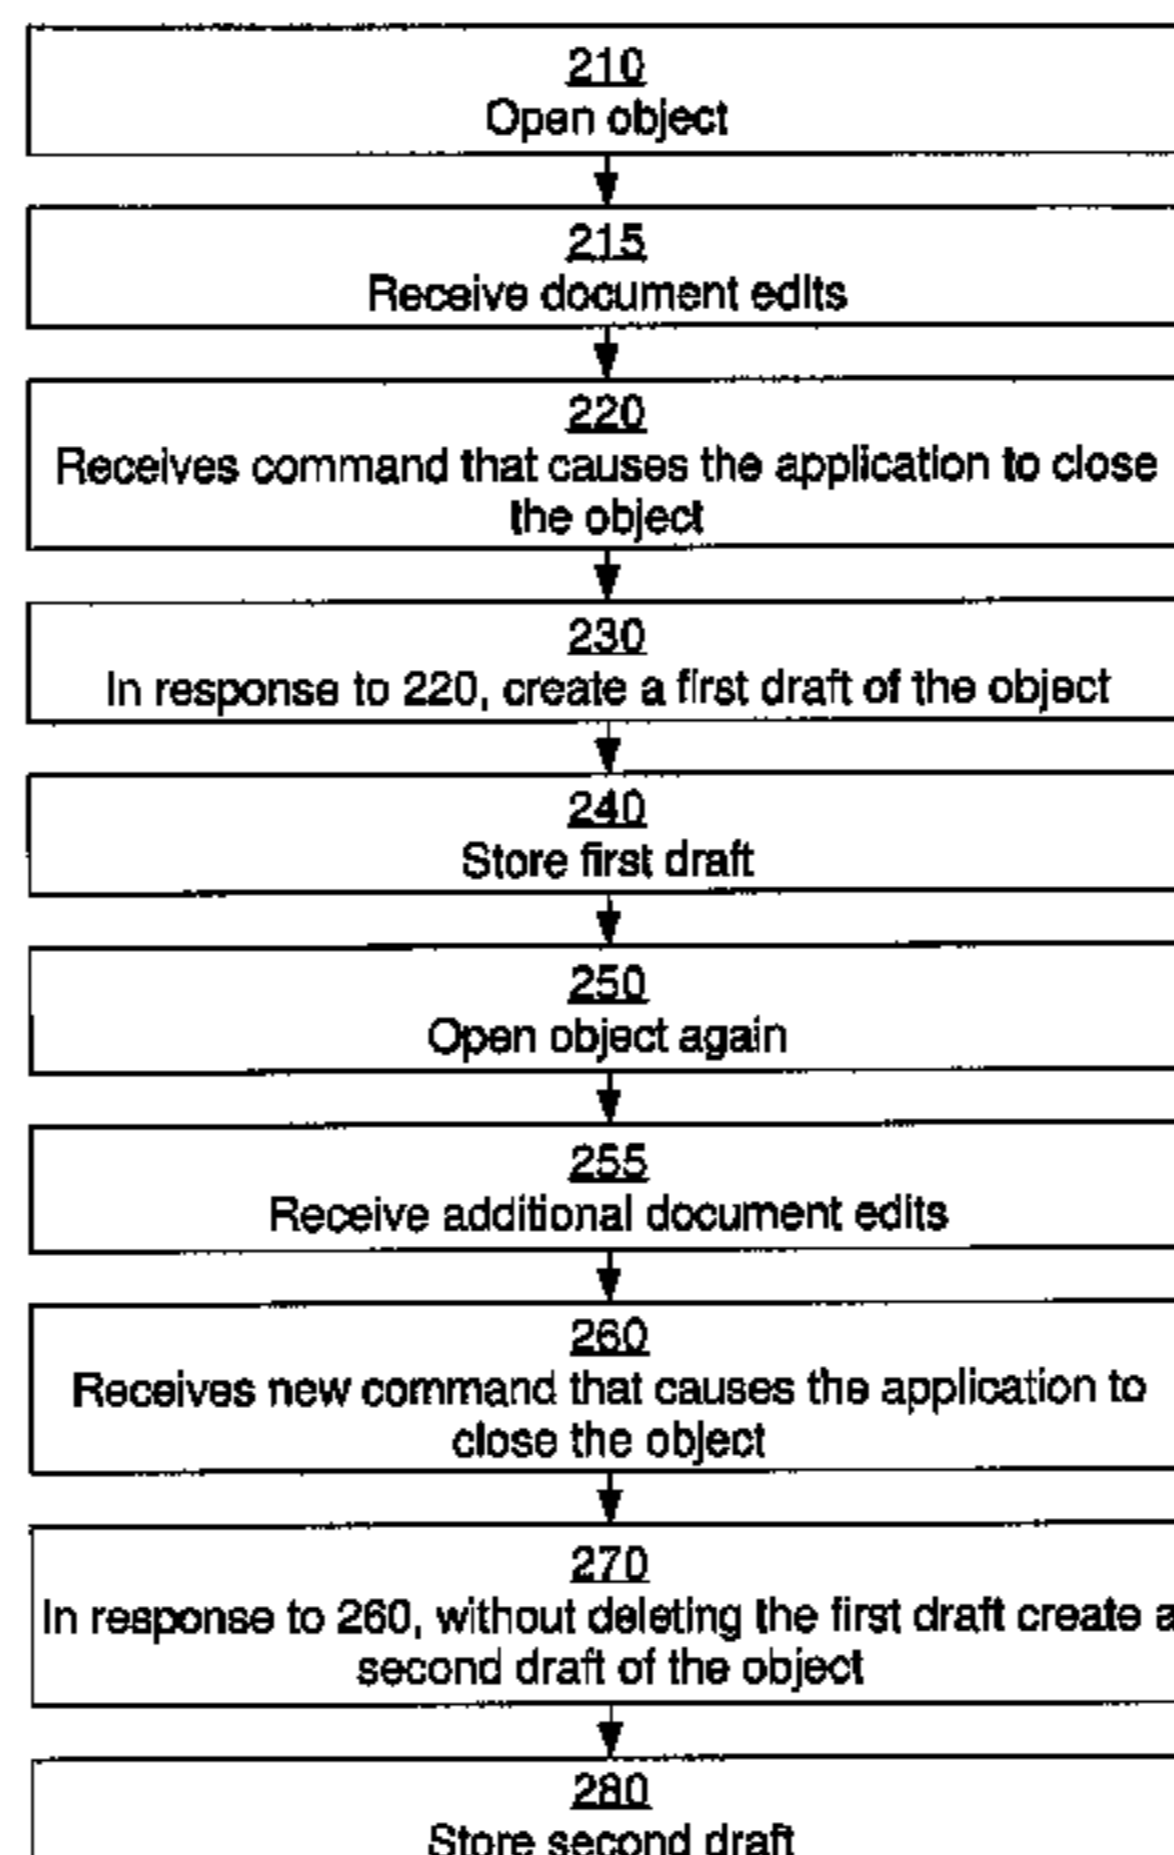 210
Open object
215
Receive document edits
220
Receives command that causes the application to close
the object
230
In response to 220, create a first draft of the object
240
Store first draft
250
Open object again
255
Receive additional document edits
260
Receives new command that causes the application to
close the object
270
In response to 260, without deleting the first draft create a
second draft of the object
280
Store second draft